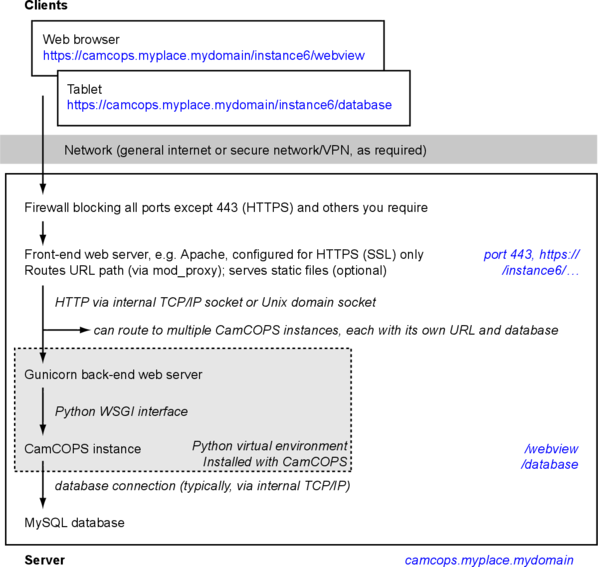 Clients
Web browser
https://camcops.myplace.mydomain/instance6/webview
Tablet
https://camcops.myplace.mydomain/instance6/database
Network (general internet or secure network/VPN, as required)
Firewall blocking all ports except 443 (HTTPS) and others you require
Front-end web server, e.g. Apache, configured for HTTPS (SSL) only
Routes URL path (via mod_proxy); serves static files (optional)
port 443, https://
/instance6/…
HTTP via internal TCP/IP socket or Unix domain socket
can route to multiple CamCOPS instances, each with its own URL and database
Gunicorn back-end web server
Python WSGI interface
CamCOPS instance
Python virtual environment
Installed with CamCOPS
/webview
/database
database connection (typically, via internal TCP/IP)
MySQL database
Server
camcops.myplace.mydomain